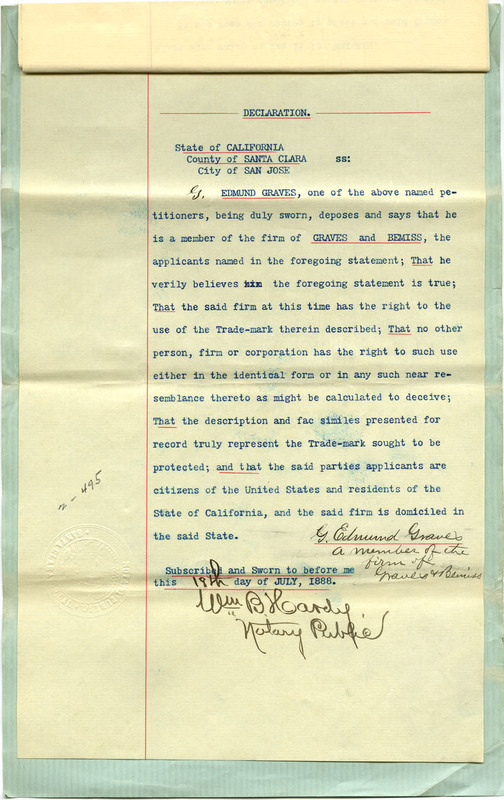 DECLARATION.
State of CALIFORNIA
County of SANTA CLARA ss:
City of SAN JOSE
G. EDMUND GRAVES, one of the above named pe-
titioners, being duly sworn, deposes and says that he
is a member of the firm of GRAVES and BEMISS, the
applicants named in the foregoing statement; That he
verily believes the foregoing statement is true;
That the said firm at this time has the right to the
use of the Trade-mark therein described; That no other
person, firm or corporation has the right to such use
either in the identical form or in any such near re-
semblance thereto as might be calculated to deceive;
That the description and fac similes presented for
record truly represent the Trade-mark sought to be
protected; and that the said parties applicants are
citizens of the United States and residents of the
State of California, and the said firm is domiciled in
the said State.
G. Edmund Graves
a member of the
firm of
Graves & Bemiss
Subscribed and Sworn to before me
this 18th day of JULY, 1888.
Wm B. Hardy
Notary Public
n-495